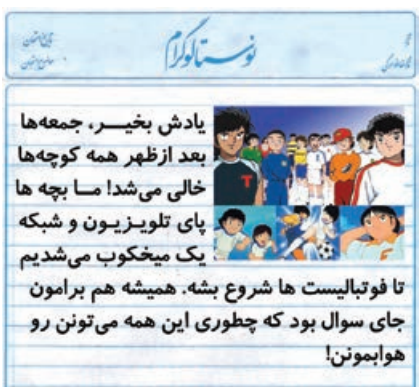 نوستالوگرام
یادش بخیر، جمعه‌ها
بعد ازظهر همه کوچه‌ها
خالی می‌شد! ما بچه ها
پای تلویزیون و شبکه
یک میخکوب می‌شدیم
تا فوتبالیست ها شروع بشه. همیشه هم برامون
جای سوال بود که چطوری این همه می‌تونن رو
هوابمونن!